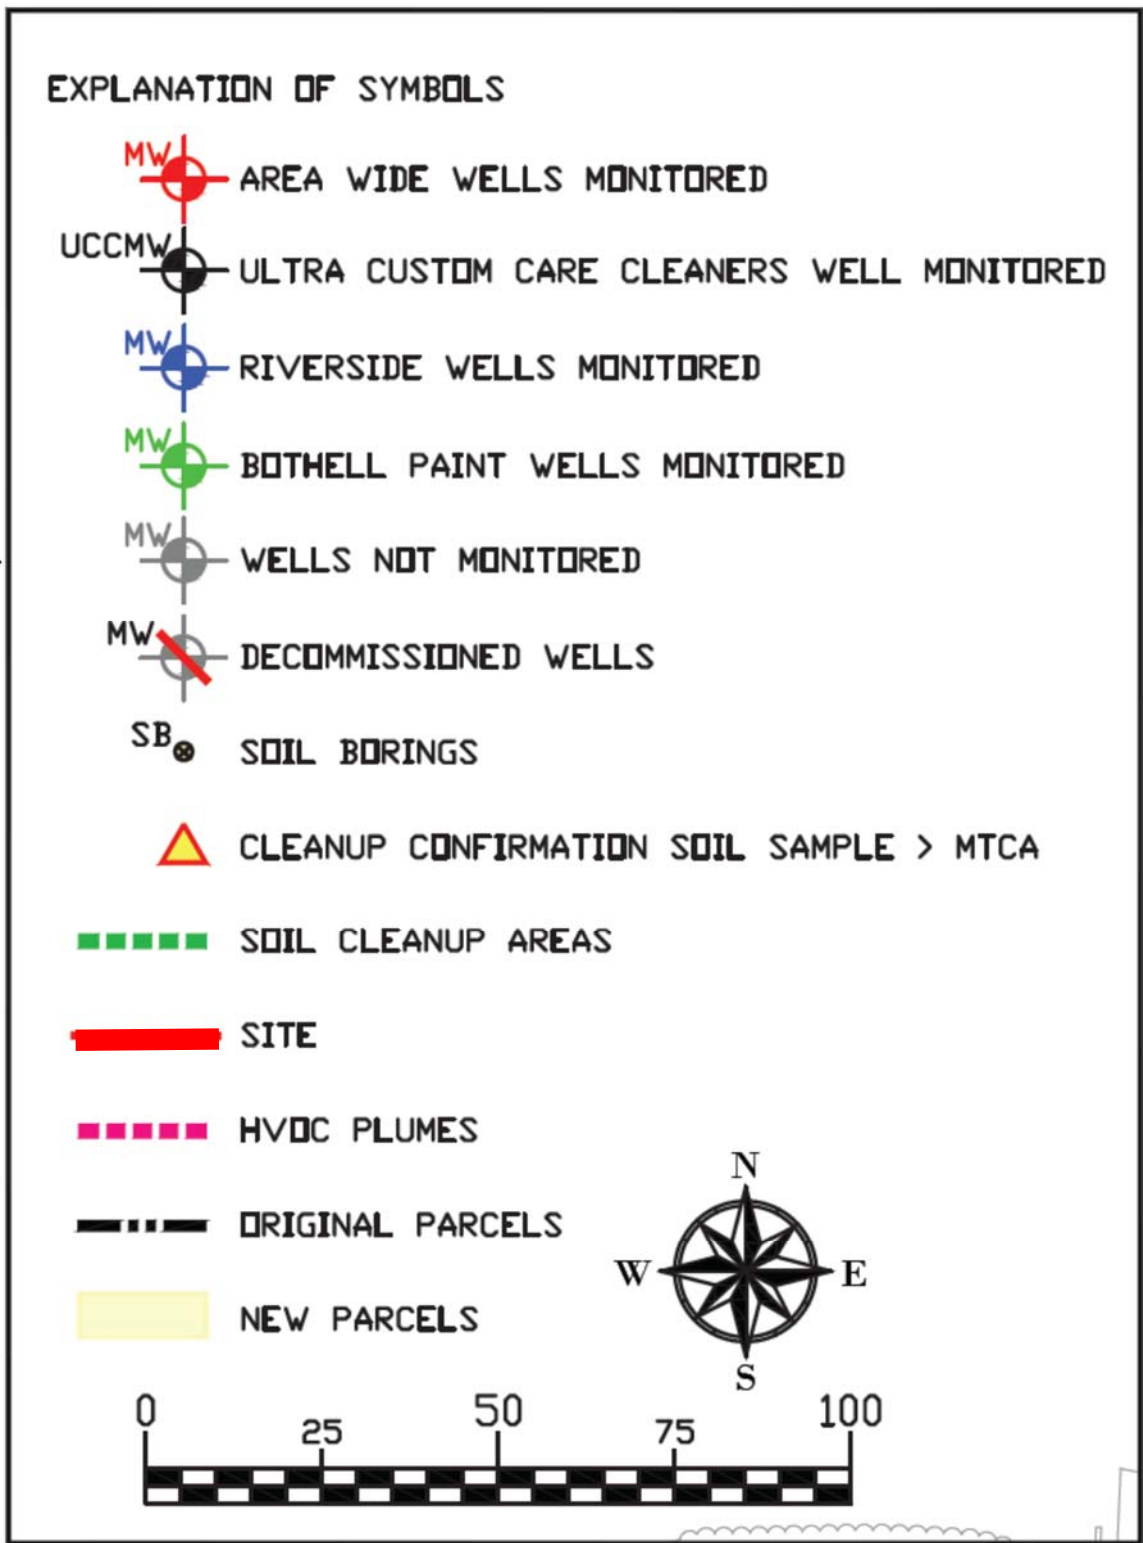 EXPLANATION OF SYMBOLS
MW AREA WIDE WELLS MONITORED
UCCMW ULTRA CUSTOM CARE CLEANERS WELL MONITORED
MW RIVERSIDE WELLS MONITORED
MW BOTHELL PAINT WELLS MONITORED
MW WELLS NOT MONITORED
MW DECOMMISSIONED WELLS
SB SOIL BORINGS
CLEANUP CONFIRMATION SOIL SAMPLE > MTCA
SOIL CLEANUP AREAS
SITE
HVOC PLUMES
ORIGINAL PARCELS
NEW PARCELS
N
W E
S
0 25 50 75 100